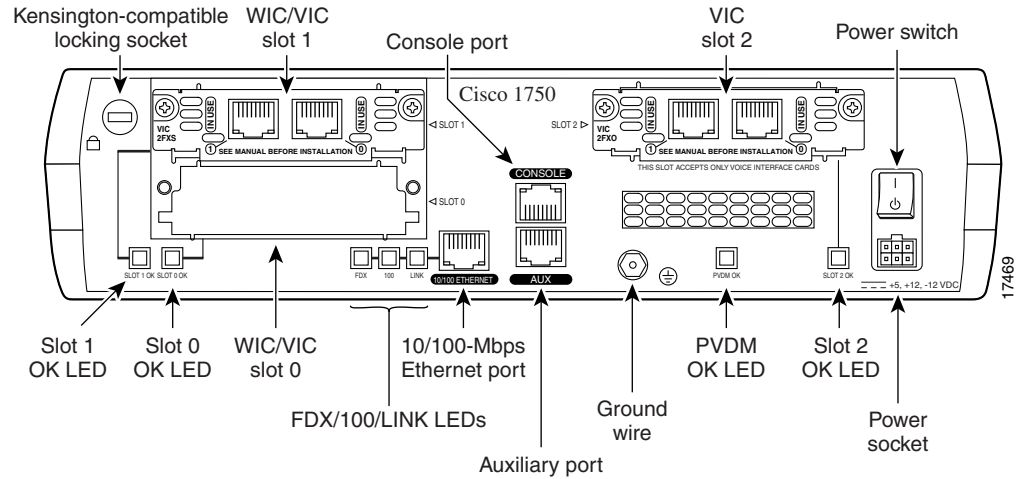 Kensington-compatible
locking socket
WIC/VIC
slot 1
Console port
VIC
slot 2
Power switch
Cisco 1750
IN USE
IN USE
VIC
2FXS
SLOT 1
SLOT 2
VIC
2FXO
1 SEE MANUAL BEFORE INSTALLATION 0
1 SEE MANUAL BEFORE INSTALLATION 0
THIS SLOT ACCEPTS ONLY VOICE INTERFACE CARDS
CONSOLE
SLOT 0
SLOT 1 OK
SLOT 0 OK
FDX
100
LINK
10/100 ETHERNET
AUX
PVDM OK
SLOT 2 OK
+5, +12, -12 VDC
17469
Slot 1
OK LED
Slot 0
OK LED
WIC/VIC
slot 0
10/100-Mbps
Ethernet port
PVDM
OK LED
Slot 2
OK LED
FDX/100/LINK LEDs
Ground
wire
Power
socket
Auxiliary port